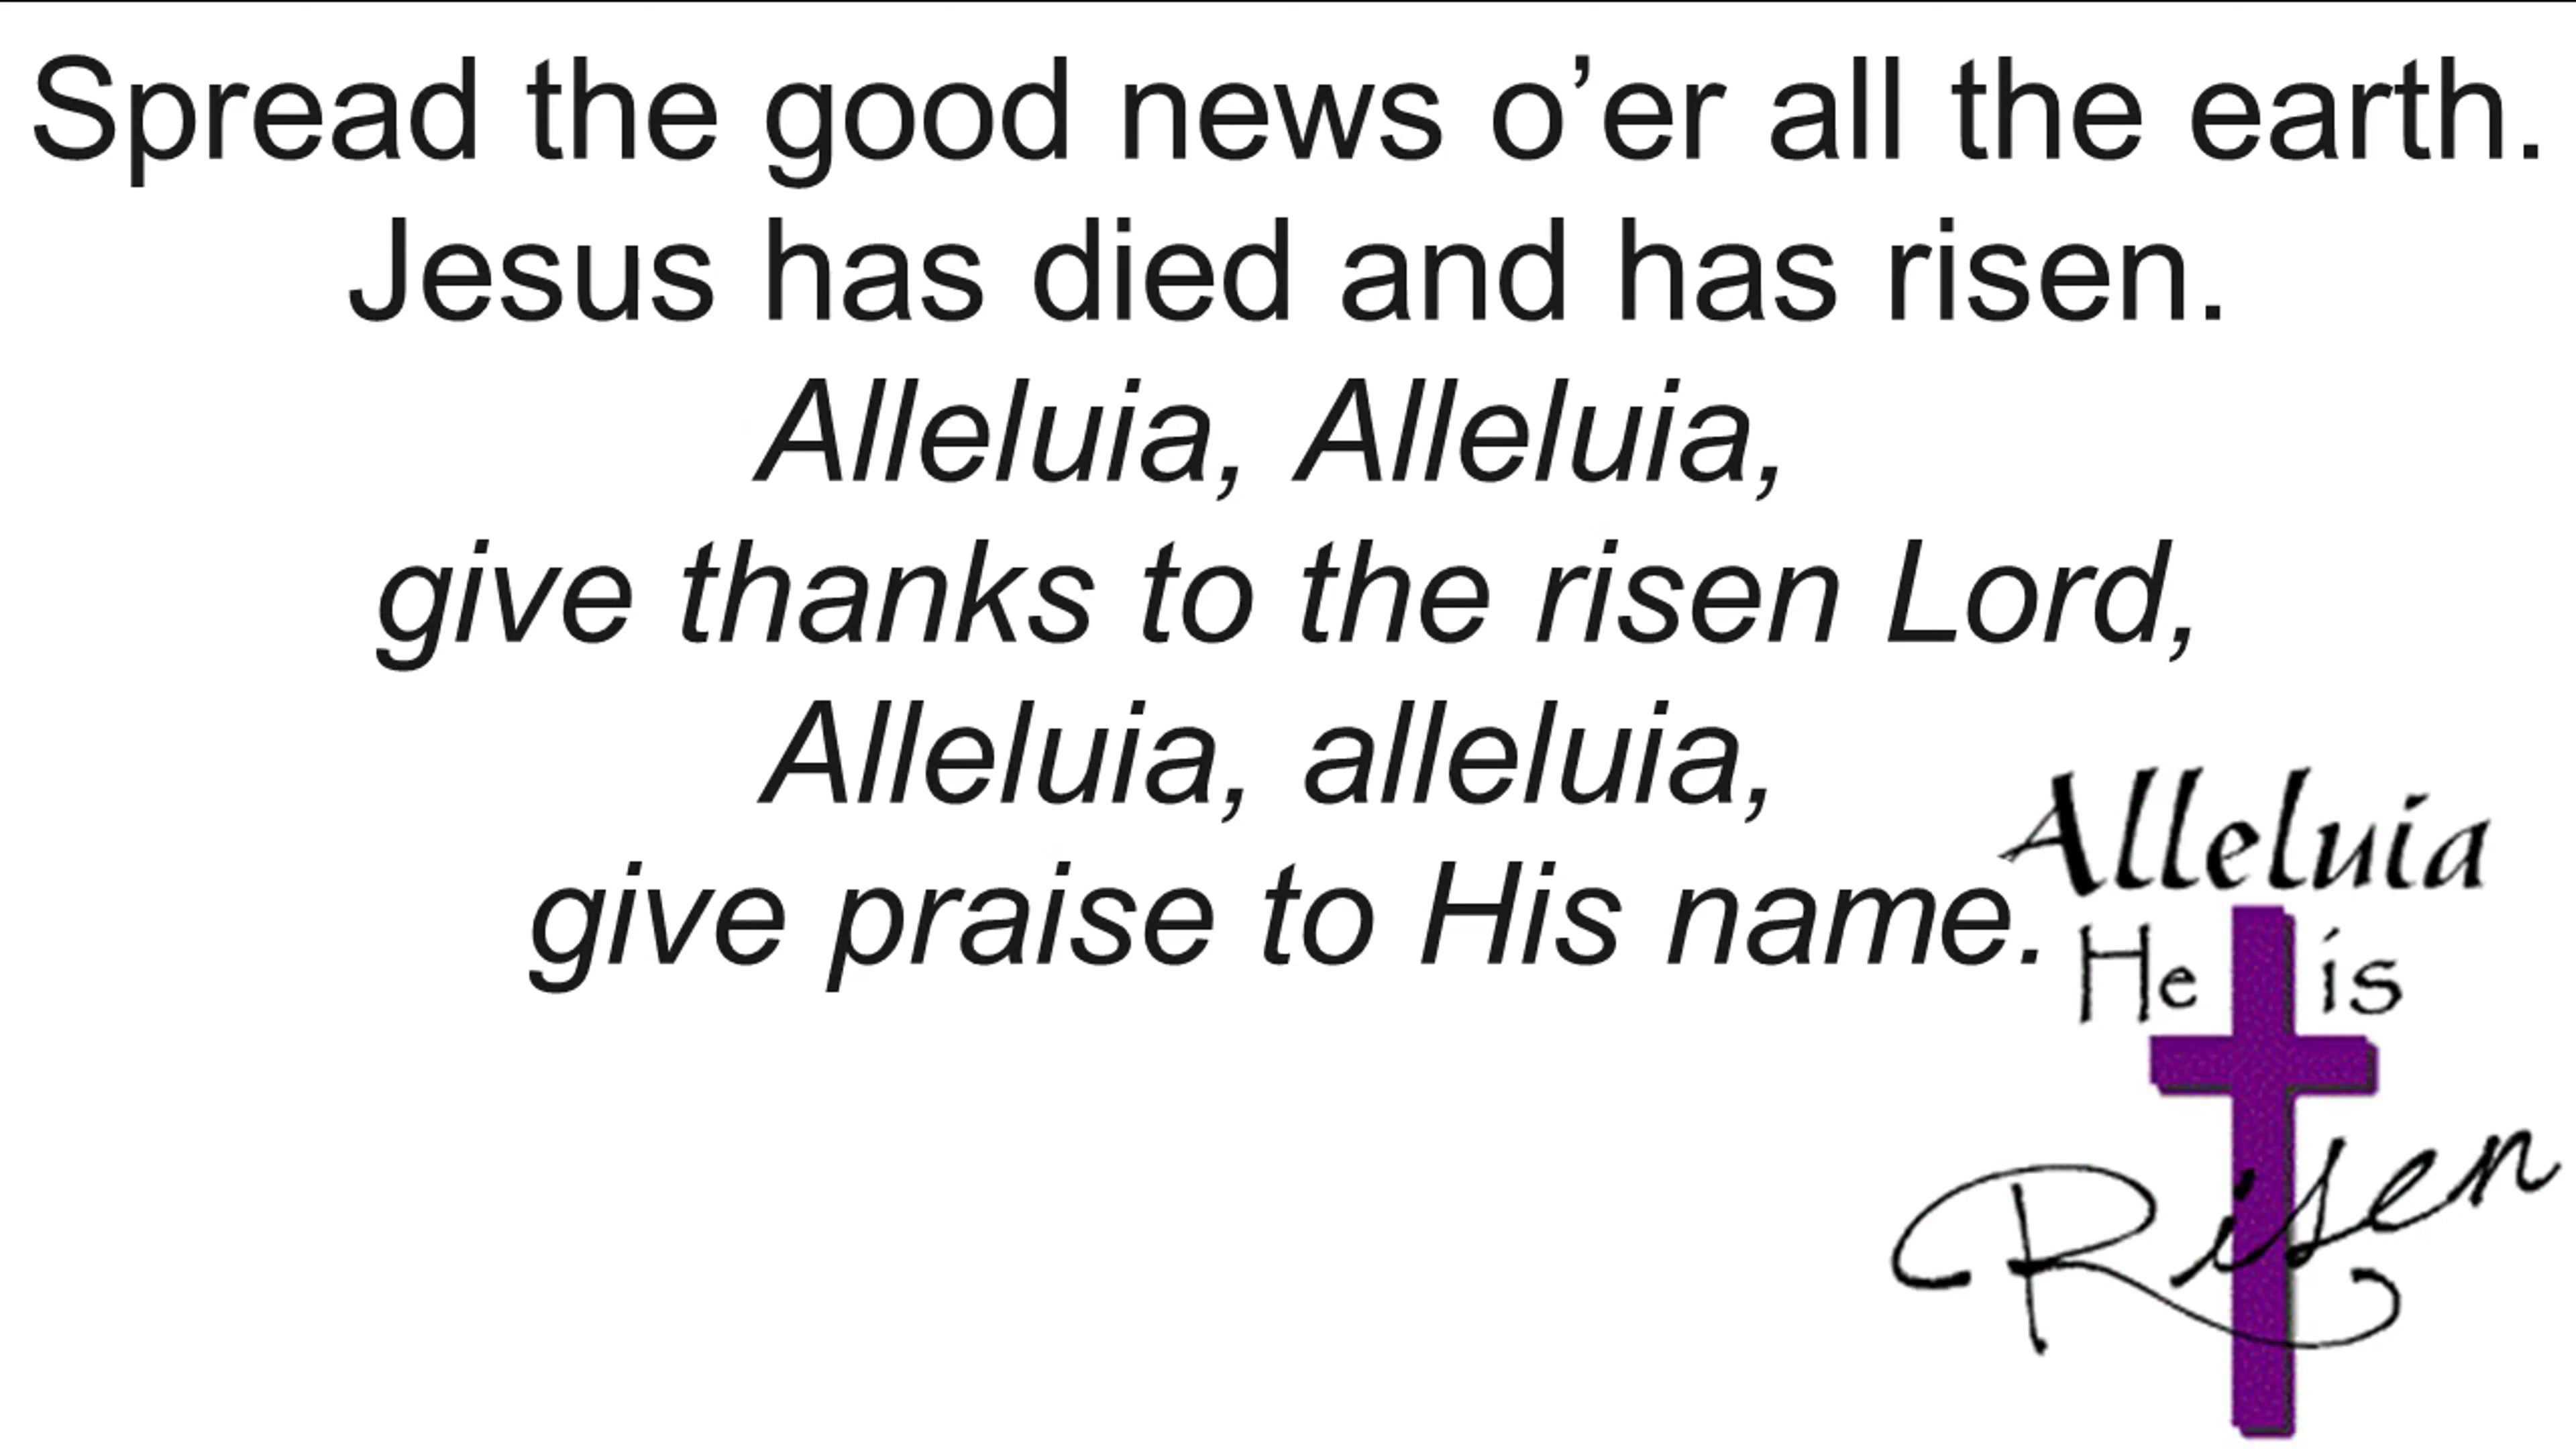 Spread the good news o’er all the earth.
Jesus has died and has risen.
Alleluia, Alleluia,
give thanks to the risen Lord,
Alleluia, alleluia,
give praise to His name.
Alleluia
He is
Risen